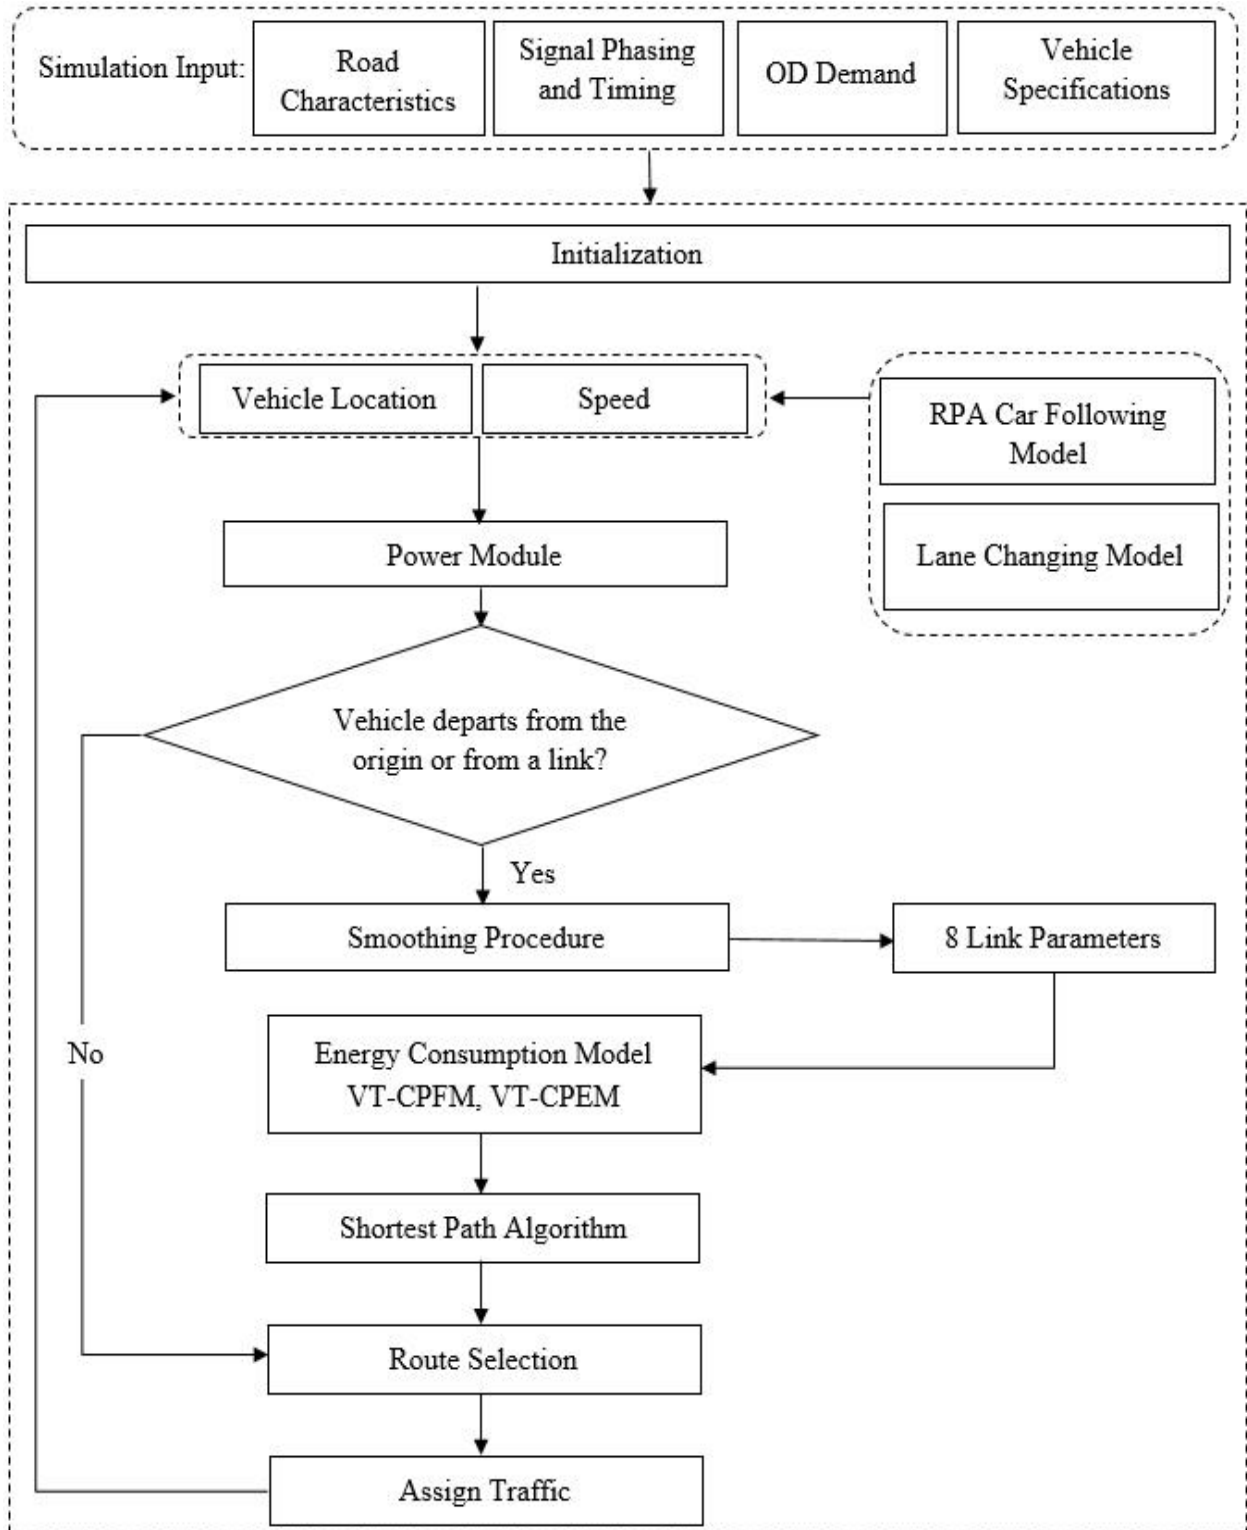 Simulation Input:
Road
Characteristics
Signal Phasing
and Timing
OD Demand
Vehicle
Specifications
Initialization
Vehicle Location
Speed
RPA Car Following
Model
Lane Changing Model
Power Module
Vehicle departs from the
origin or from a link?
Yes
Smoothing Procedure
8 Link Parameters
No
Energy Consumption Model
VT-CPFM, VT-CPEM
Shortest Path Algorithm
Route Selection
Assign Traffic